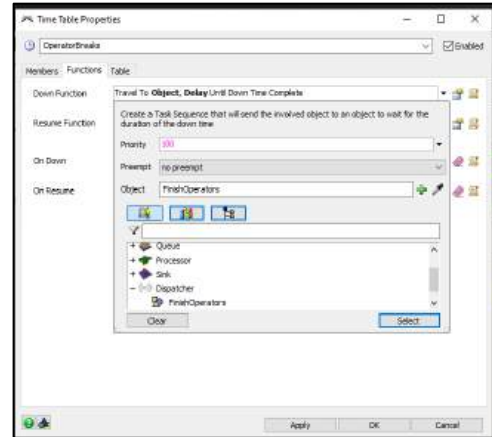 Time Table Properties
OperatorBreaks
Enabled
Members Functions Table
Down Function Travel To Object, Delay Until Down Time Complete
Create a Task Sequence that will send the involved object to an object to wait for the
duration of the down time
Resume Function
Priority 100
Preempt no preempt
On Down
Object FinishOperators
On Resume
+ Queue
+ Processor
+ Sink
- Dispatcher
FinishOperators
Clear Select
Apply OK Cancel